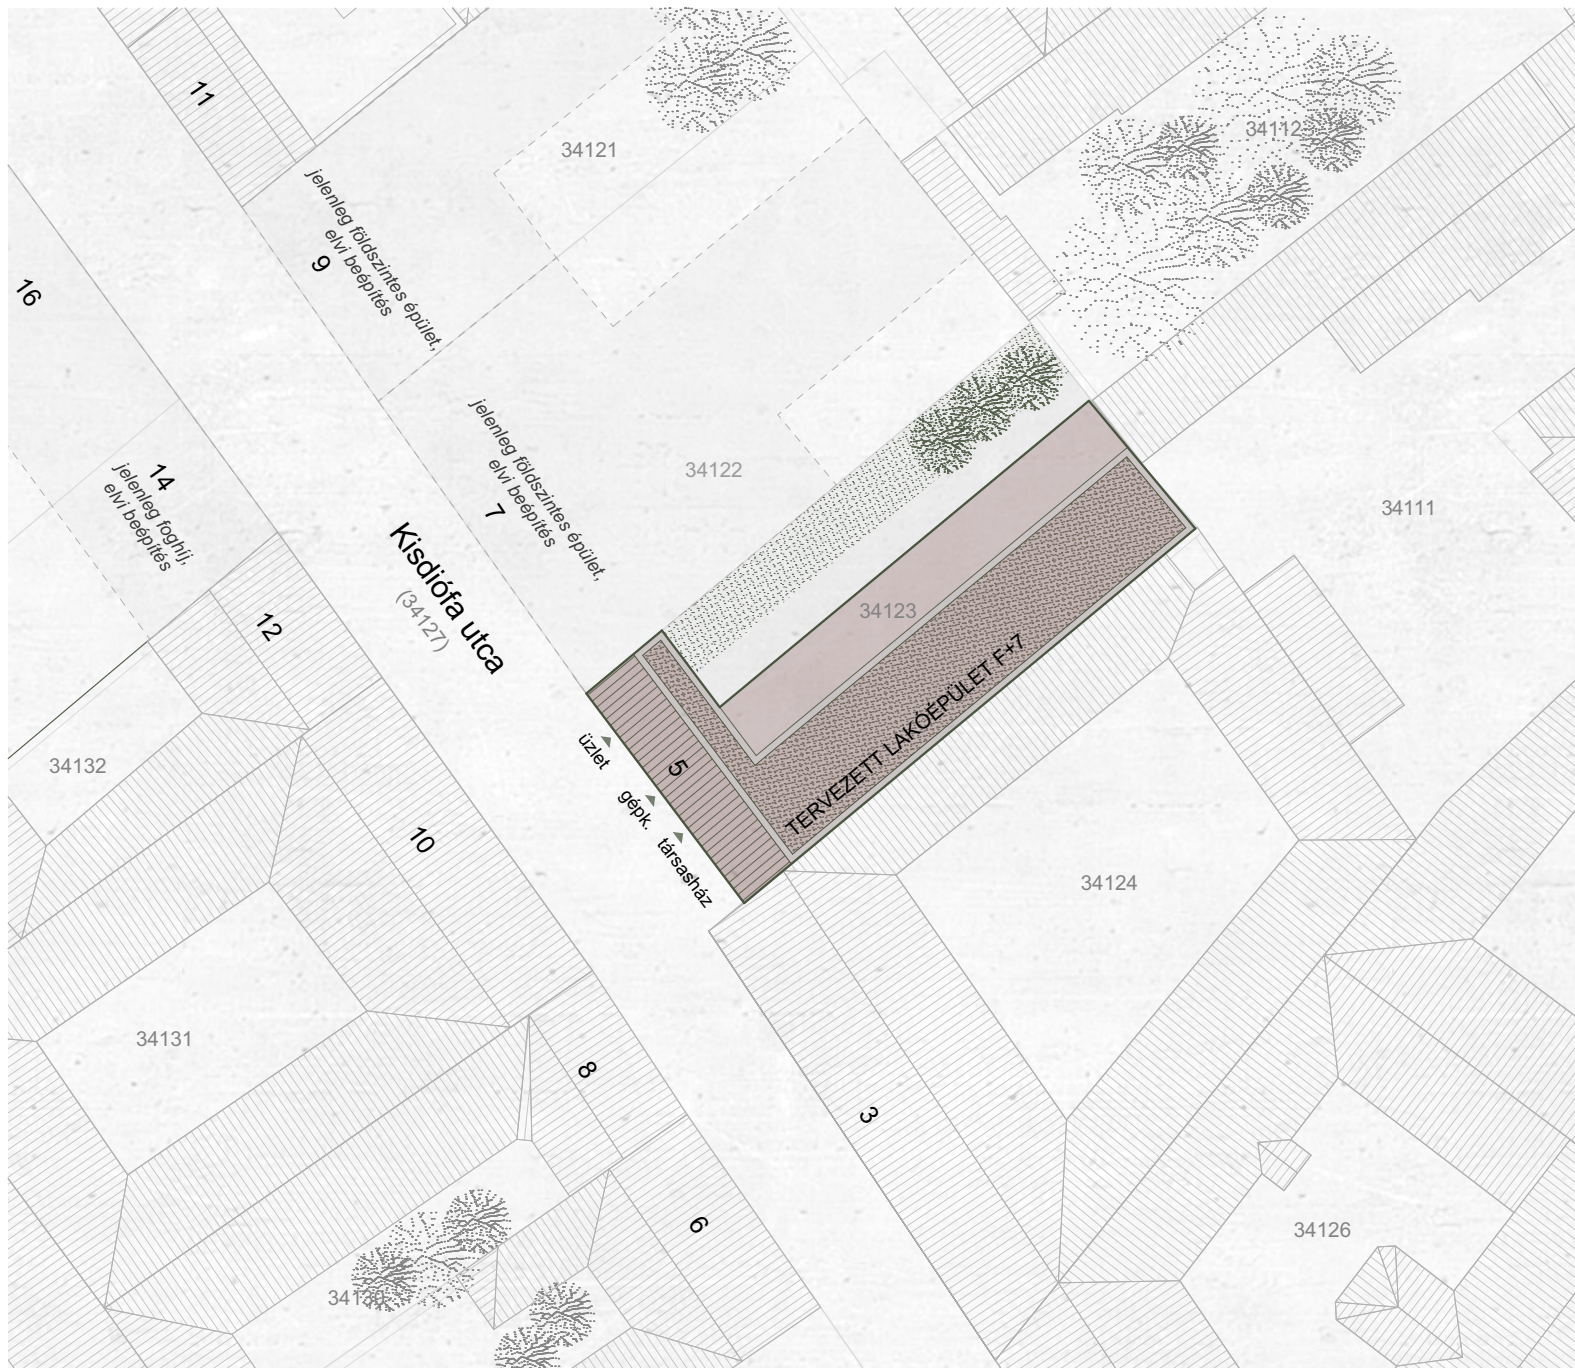 11
34121
34112
jelenleg földszintes épület,
elvi beépítés
9
16
jelenleg földszintes épület,
elvi beépítés
7
34122
14
jelenleg foghíj,
elvi beépítés
34111
Kisdiófa utca
(34127)
34123
12
TERVEZETT LAKÓÉPÜLET F+7
5
üzlet
gépk.
társasház
34132
10
34124
34131
8
3
6
34126
34130